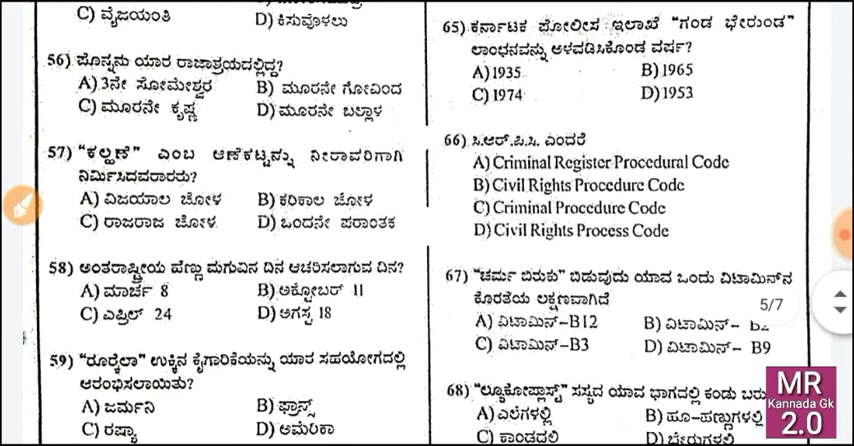 C) ವೈಜಯಂತಿ
D) ಕಿಸುವೊಳಲು
56) ಪೊನ್ನನು ಯಾರ ರಾಜಾಶ್ರಯದಲ್ಲಿದ್ದ?
A) 3ನೇ ಸೋಮೇಶ್ವರ B) ಮೂರನೇ ಗೋವಿಂದ
C) ಮೂರನೇ ಕೃಷ್ಣ D) ಮೂರನೇ ಬಲ್ಲಾಳ
57) "ಕಲ್ಹಣೆ" ಎಂಬ ಆಣೆಕಟ್ಟನ್ನು ನೀರಾವರಿಗಾಗಿ
ನಿರ್ಮಿಸಿದವರಾರು?
A) ವಿಜಯಾಲ ಚೋಳ B) ಕರಿಕಾಲ ಚೋಳ
C) ರಾಜರಾಜ ಚೋಳ D) ಒಂದನೇ ಪರಾಂತಕ
58) ಅಂತರಾಷ್ಟ್ರೀಯ ಹೆಣ್ಣು ಮಗುವಿನ ದಿನ ಆಚರಿಸಲಾಗುವ ದಿನ?
A) ಮಾರ್ಚ್ 8 B) ಅಕ್ಟೋಬರ್ 11
C) ಎಪ್ರಿಲ್ 24 D) ಅಗಸ್ಟ 18
59) "ರೂರ್ಕೆಲಾ" ಉಕ್ಕಿನ ಕೈಗಾರಿಕೆಯನ್ನು ಯಾರ ಸಹಯೋಗದಲ್ಲಿ
ಆರಂಭಿಸಲಾಯಿತು?
A) ಜರ್ಮನಿ B) ಫ್ರಾನ್ಸ್
C) ರಷ್ಯಾ D) ಅಮೆರಿಕಾ
65) ಕರ್ನಾಟಕ ಪೋಲೀಸ ಇಲಾಖೆ "ಗಂಡ ಭೇರುಂಡ"
ಲಾಂಛನವನ್ನು ಅಳವಡಿಸಿಕೊಂಡ ವರ್ಷ?
A) 1935 B) 1965
C) 1974 D) 1953
66) ಸಿ.ಆರ್.ಪಿ.ಸಿ. ಎಂದರೆ
A) Criminal Register Procedural Code
B) Civil Rights Procedure Code
C) Criminal Procedure Code
D) Civil Rights Process Code
67) "ಚರ್ಮ ಬಿರುಕು" ಬಿಡುವುದು ಯಾವ ಒಂದು ವಿಟಾಮಿನ್‌ನ
ಕೊರತೆಯ ಲಕ್ಷಣವಾಗಿದೆ
5/7
A) ವಿಟಾಮಿನ್-B12 B) ವಿಟಾಮಿನ್-
C) ವಿಟಾಮಿನ್-B3 D) ವಿಟಾಮಿನ್- B9
68) "ಲ್ಯೂಕೋಪ್ಲಾಸ್ಟ್" ಸಸ್ಯದ ಯಾವ ಭಾಗದಲ್ಲಿ ಕಂಡು ಬರು
A) ಎಲೆಗಳಲ್ಲಿ B) ಹೂ-ಹಣ್ಣುಗಳಲ್ಲಿ
C) ಕಾಂಡದಲ್ಲಿ D) ಬೇರುಗಳಲ್ಲಿ
MR
Kannada Gk
2.0